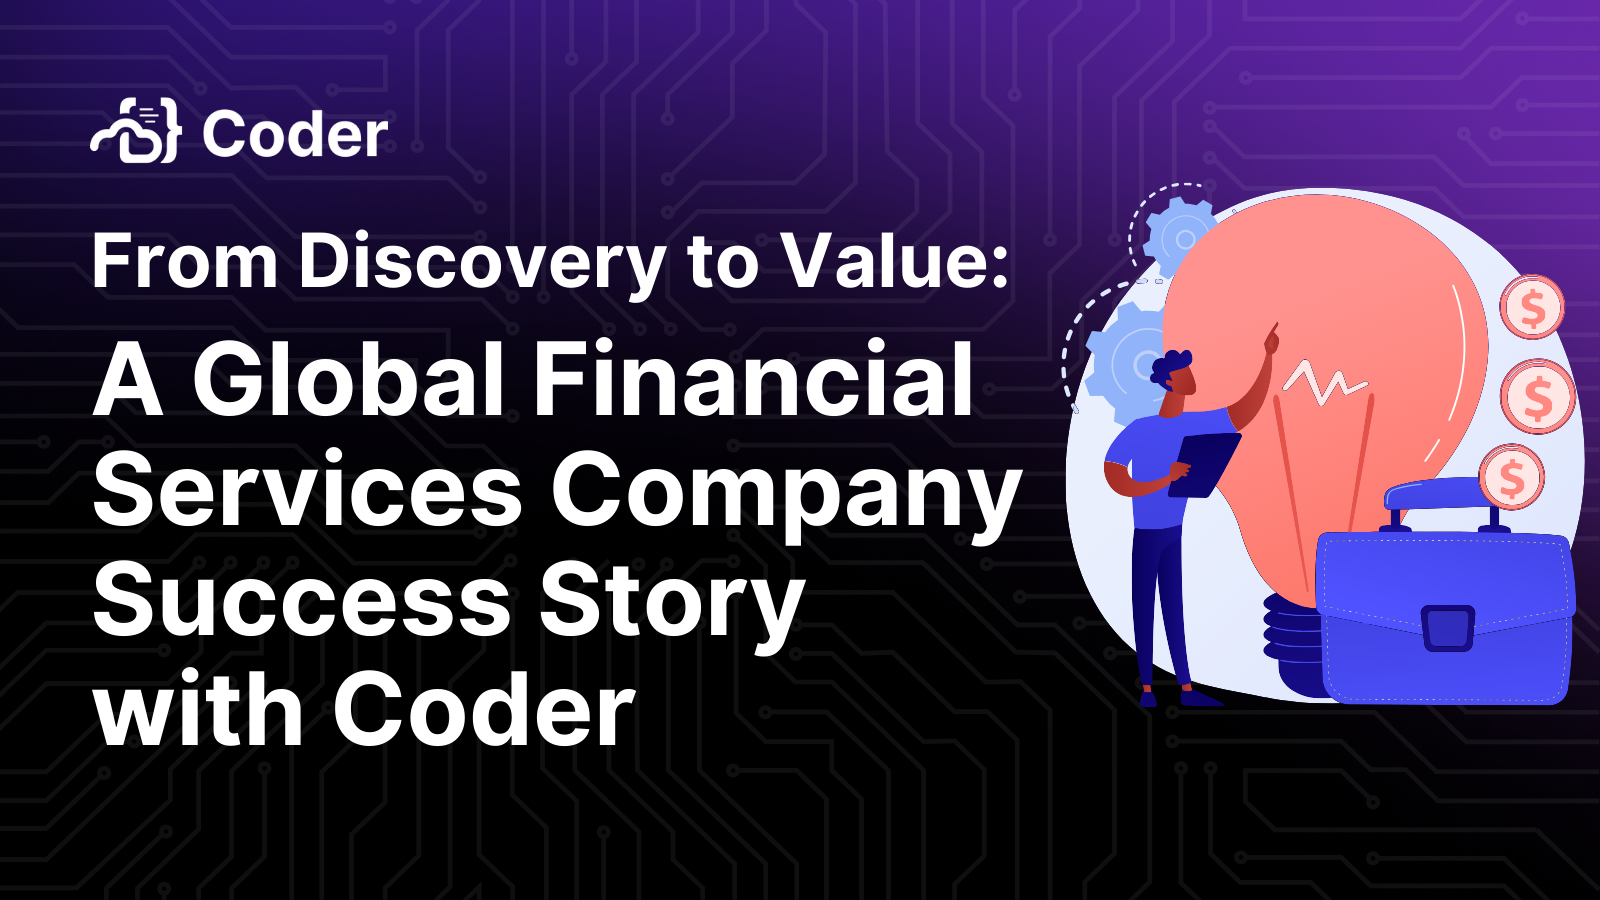 Coder
From Discovery to Value:
A Global Financial
Services Company
Success Story
with Coder
$
$
$